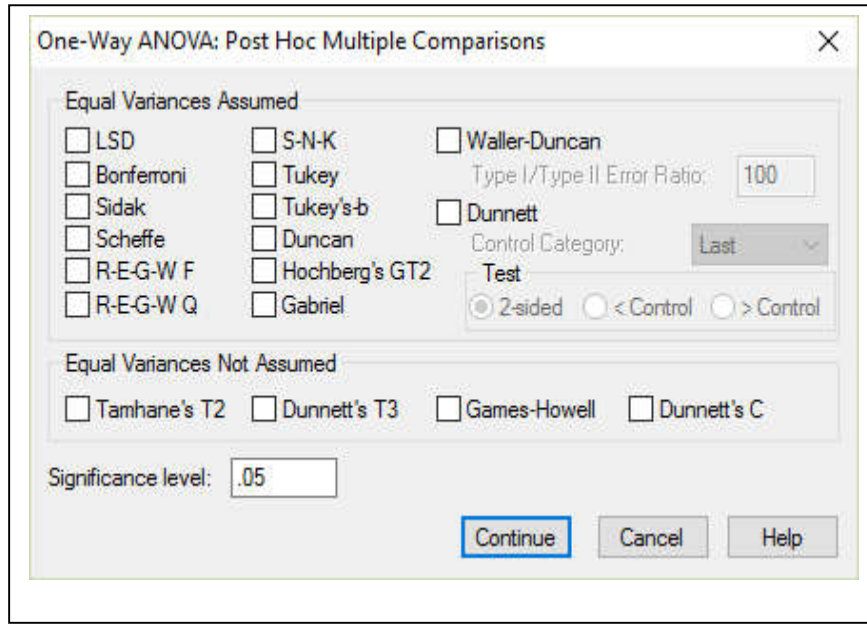 One-Way ANOVA: Post Hoc Multiple Comparisons
Equal Variances Assumed
LSD S-N-K Waller-Duncan
Bonferroni Tukey Type I/Type II Error Ratio: 100
Sidak Tukey's-b Dunnett
Scheffe Duncan Control Category: Last
R-E-G-W F Hochberg's GT2 Test
R-E-G-W Q Gabriel 2-sided < Control > Control
Equal Variances Not Assumed
Tamhane's T2 Dunnett's T3 Games-Howell Dunnett's C
Significance level: .05
Continue Cancel Help